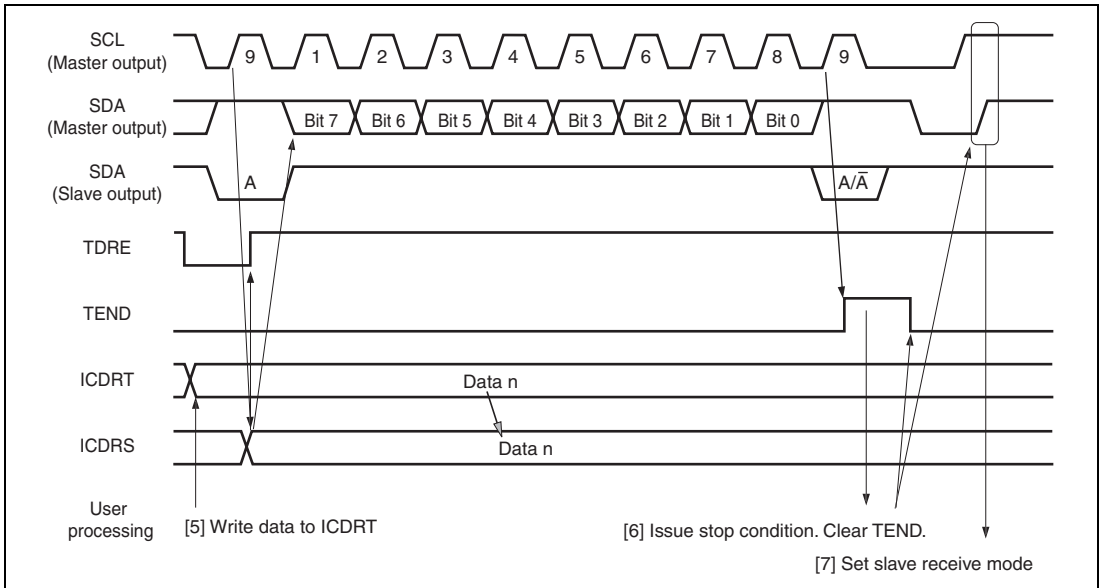 SCL
(Master output)
9 1 2 3 4 5 6 7 8 9
SDA
(Master output)
Bit 7 Bit 6 Bit 5 Bit 4 Bit 3 Bit 2 Bit 1 Bit 0
SDA
(Slave output)
A A/A̅
TDRE
TEND
ICDRT
Data n
ICDRS
Data n
User
processing
[5] Write data to ICDRT
[6] Issue stop condition. Clear TEND.
[7] Set slave receive mode